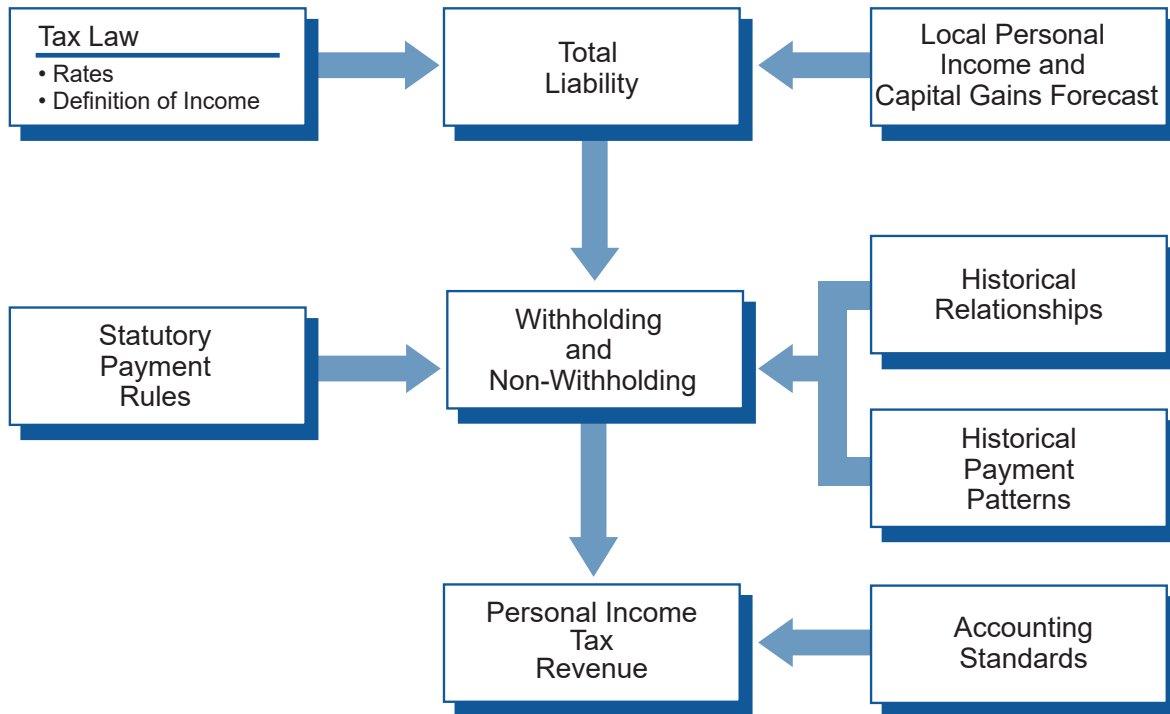 Tax Law
• Rates
• Definition of Income
Total
Liability
Local Personal
Income and
Capital Gains Forecast
Statutory
Payment
Rules
Withholding
and
Non-Withholding
Historical
Relationships
Historical
Payment
Patterns
Personal Income
Tax
Revenue
Accounting
Standards